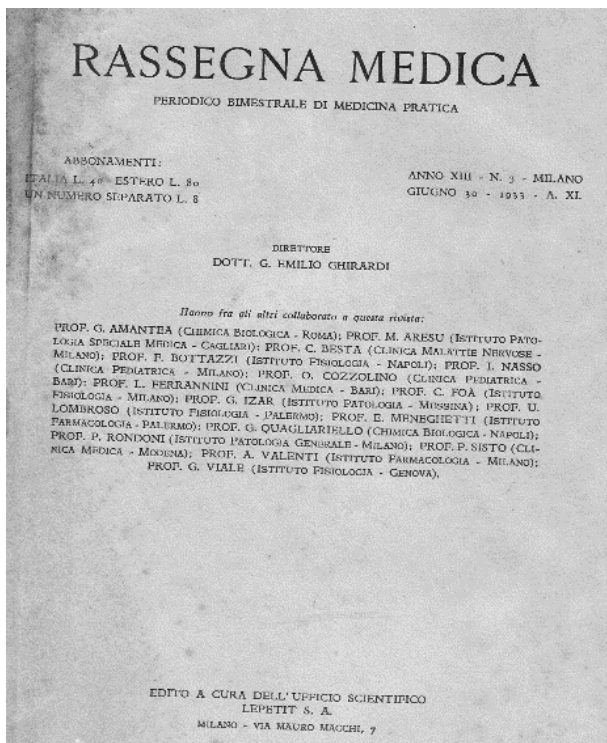 RASSEGNA MEDICA
PERIODICO BIMESTRALE DI MEDICINA PRATICA
ABBONAMENTI:
ITALIA L. 40 - ESTERO L. 80
UN NUMERO SEPARATO L. 8
ANNO XIII - N. 3 - MILANO
GIUGNO 30 - 1933 - A. XI.
DIRETTORE
DOTT. G. EMILIO GHIRARDI
Hanno fra gli altri collaborato a questa rivista:
PROF. G. AMANTEA (CHIMICA BIOLOGICA - ROMA); PROF. M. ARESU (ISTITUTO PATO-
LOGIA SPECIALE MEDICA - CAGLIARI); PROF. C. BESTA (CLINICA MALATTIE NERVOSE -
MILANO); PROF. F. BOTTAZZI (ISTITUTO FISIOLOGIA - NAPOLI); PROF. I. NASSO
(CLINICA PEDIATRICA - MILANO); PROF. O. COZZOLINO (CLINICA PEDIATRICA -
BARI); PROF. L. FERRANNINI (CLINICA MEDICA - BARI); PROF. C. FOÀ (ISTITUTO
FISIOLOGIA - MILANO); PROF. G. IZAR (ISTITUTO PATOLOGIA - MESSINA); PROF. U.
LOMBROSO (ISTITUTO FISIOLOGIA - PALERMO); PROF. E. MENEGHETTI (ISTITUTO
FARMACOLOGIA - PALERMO); PROF. G. QUAGLIARIELLO (CHIMICA BIOLOGICA - NAPOLI);
PROF. P. RONDONI (ISTITUTO PATOLOGIA GENERALE - MILANO); PROF. P. SISTO (CLI-
NICA MEDICA - MODENA); PROF. A. VALENTI (ISTITUTO FARMACOLOGIA - MILANO);
PROF. G. VIALE (ISTITUTO FISIOLOGIA - GENOVA).
EDITO A CURA DELL'UFFICIO SCIENTIFICO
LEPETIT S. A.
MILANO - VIA MAURO MACCHI, 7